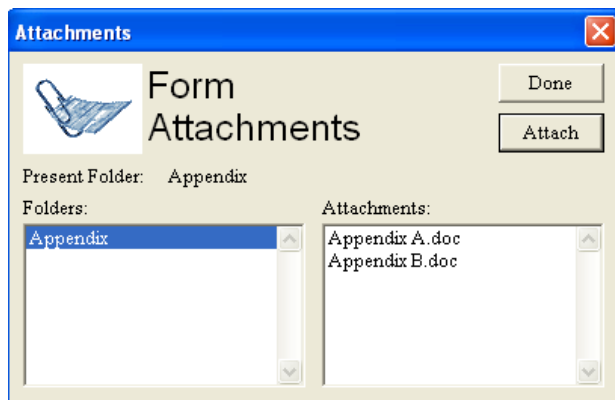 Attachments
Form
Attachments
Done
Attach
Present Folder: Appendix
Folders:
Attachments:
Appendix
Appendix A.doc
Appendix B.doc